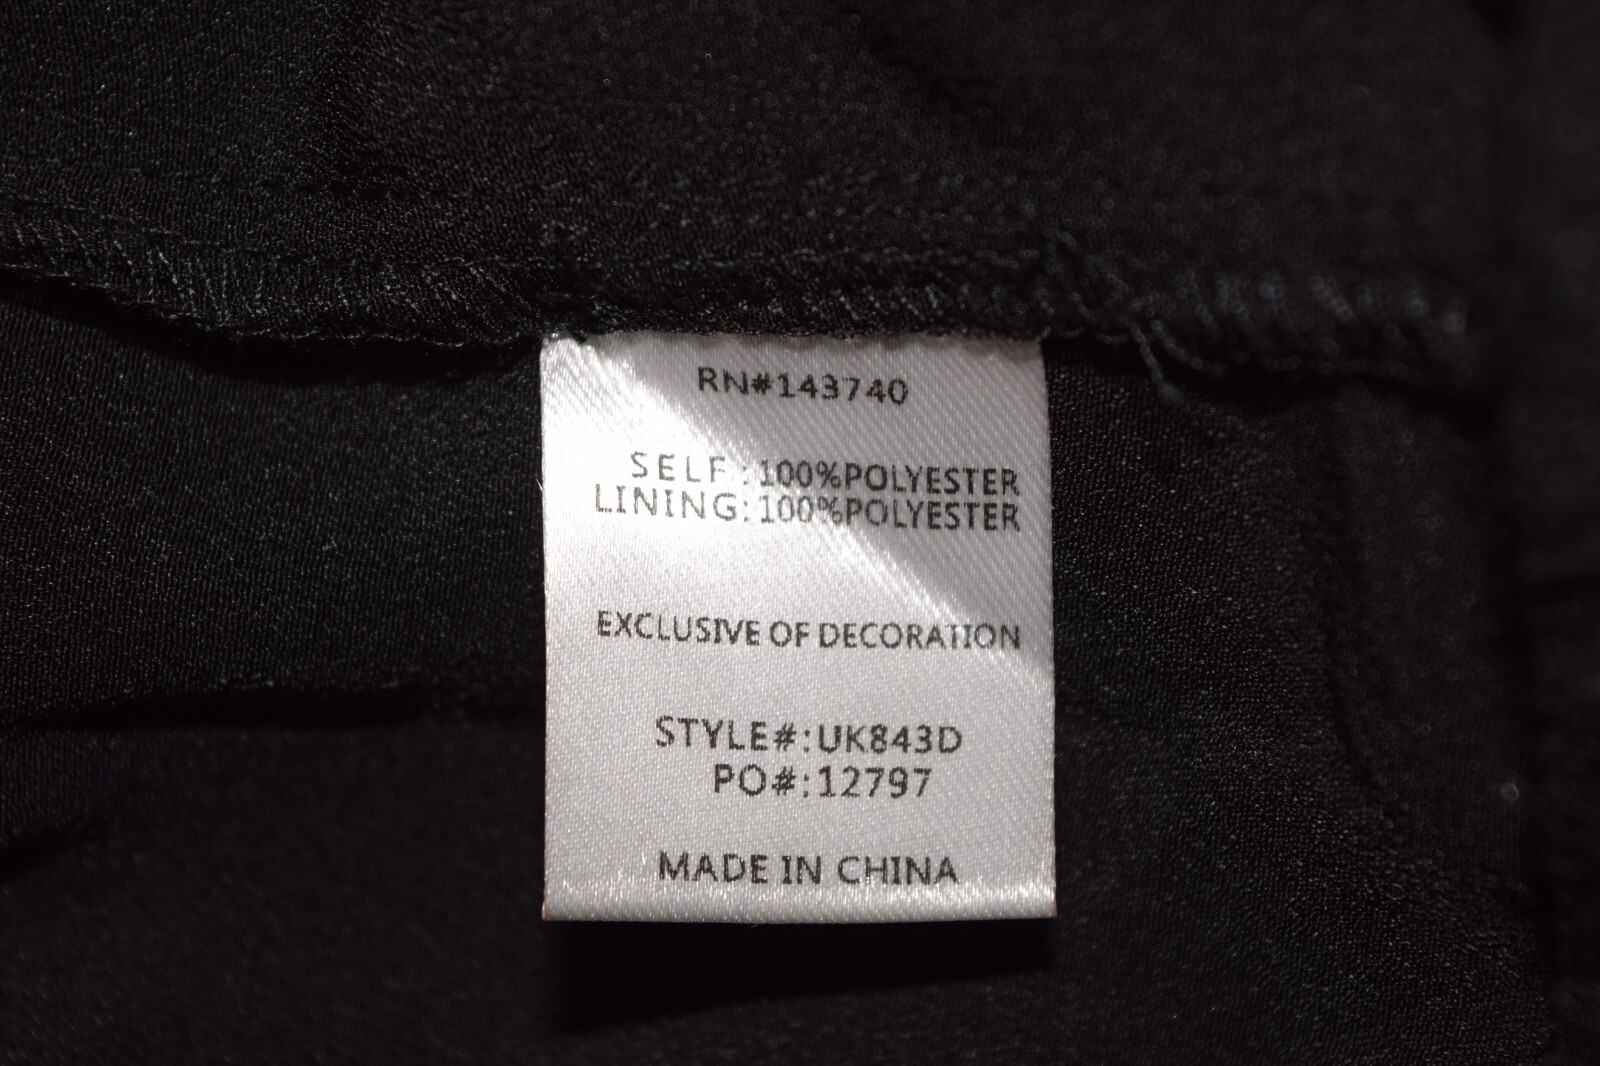 RN#143740
SELF:100%POLYESTER
LINING:100%POLYESTER
EXCLUSIVE OF DECORATION
STYLE#:UK843D
PO#:12797
MADE IN CHINA